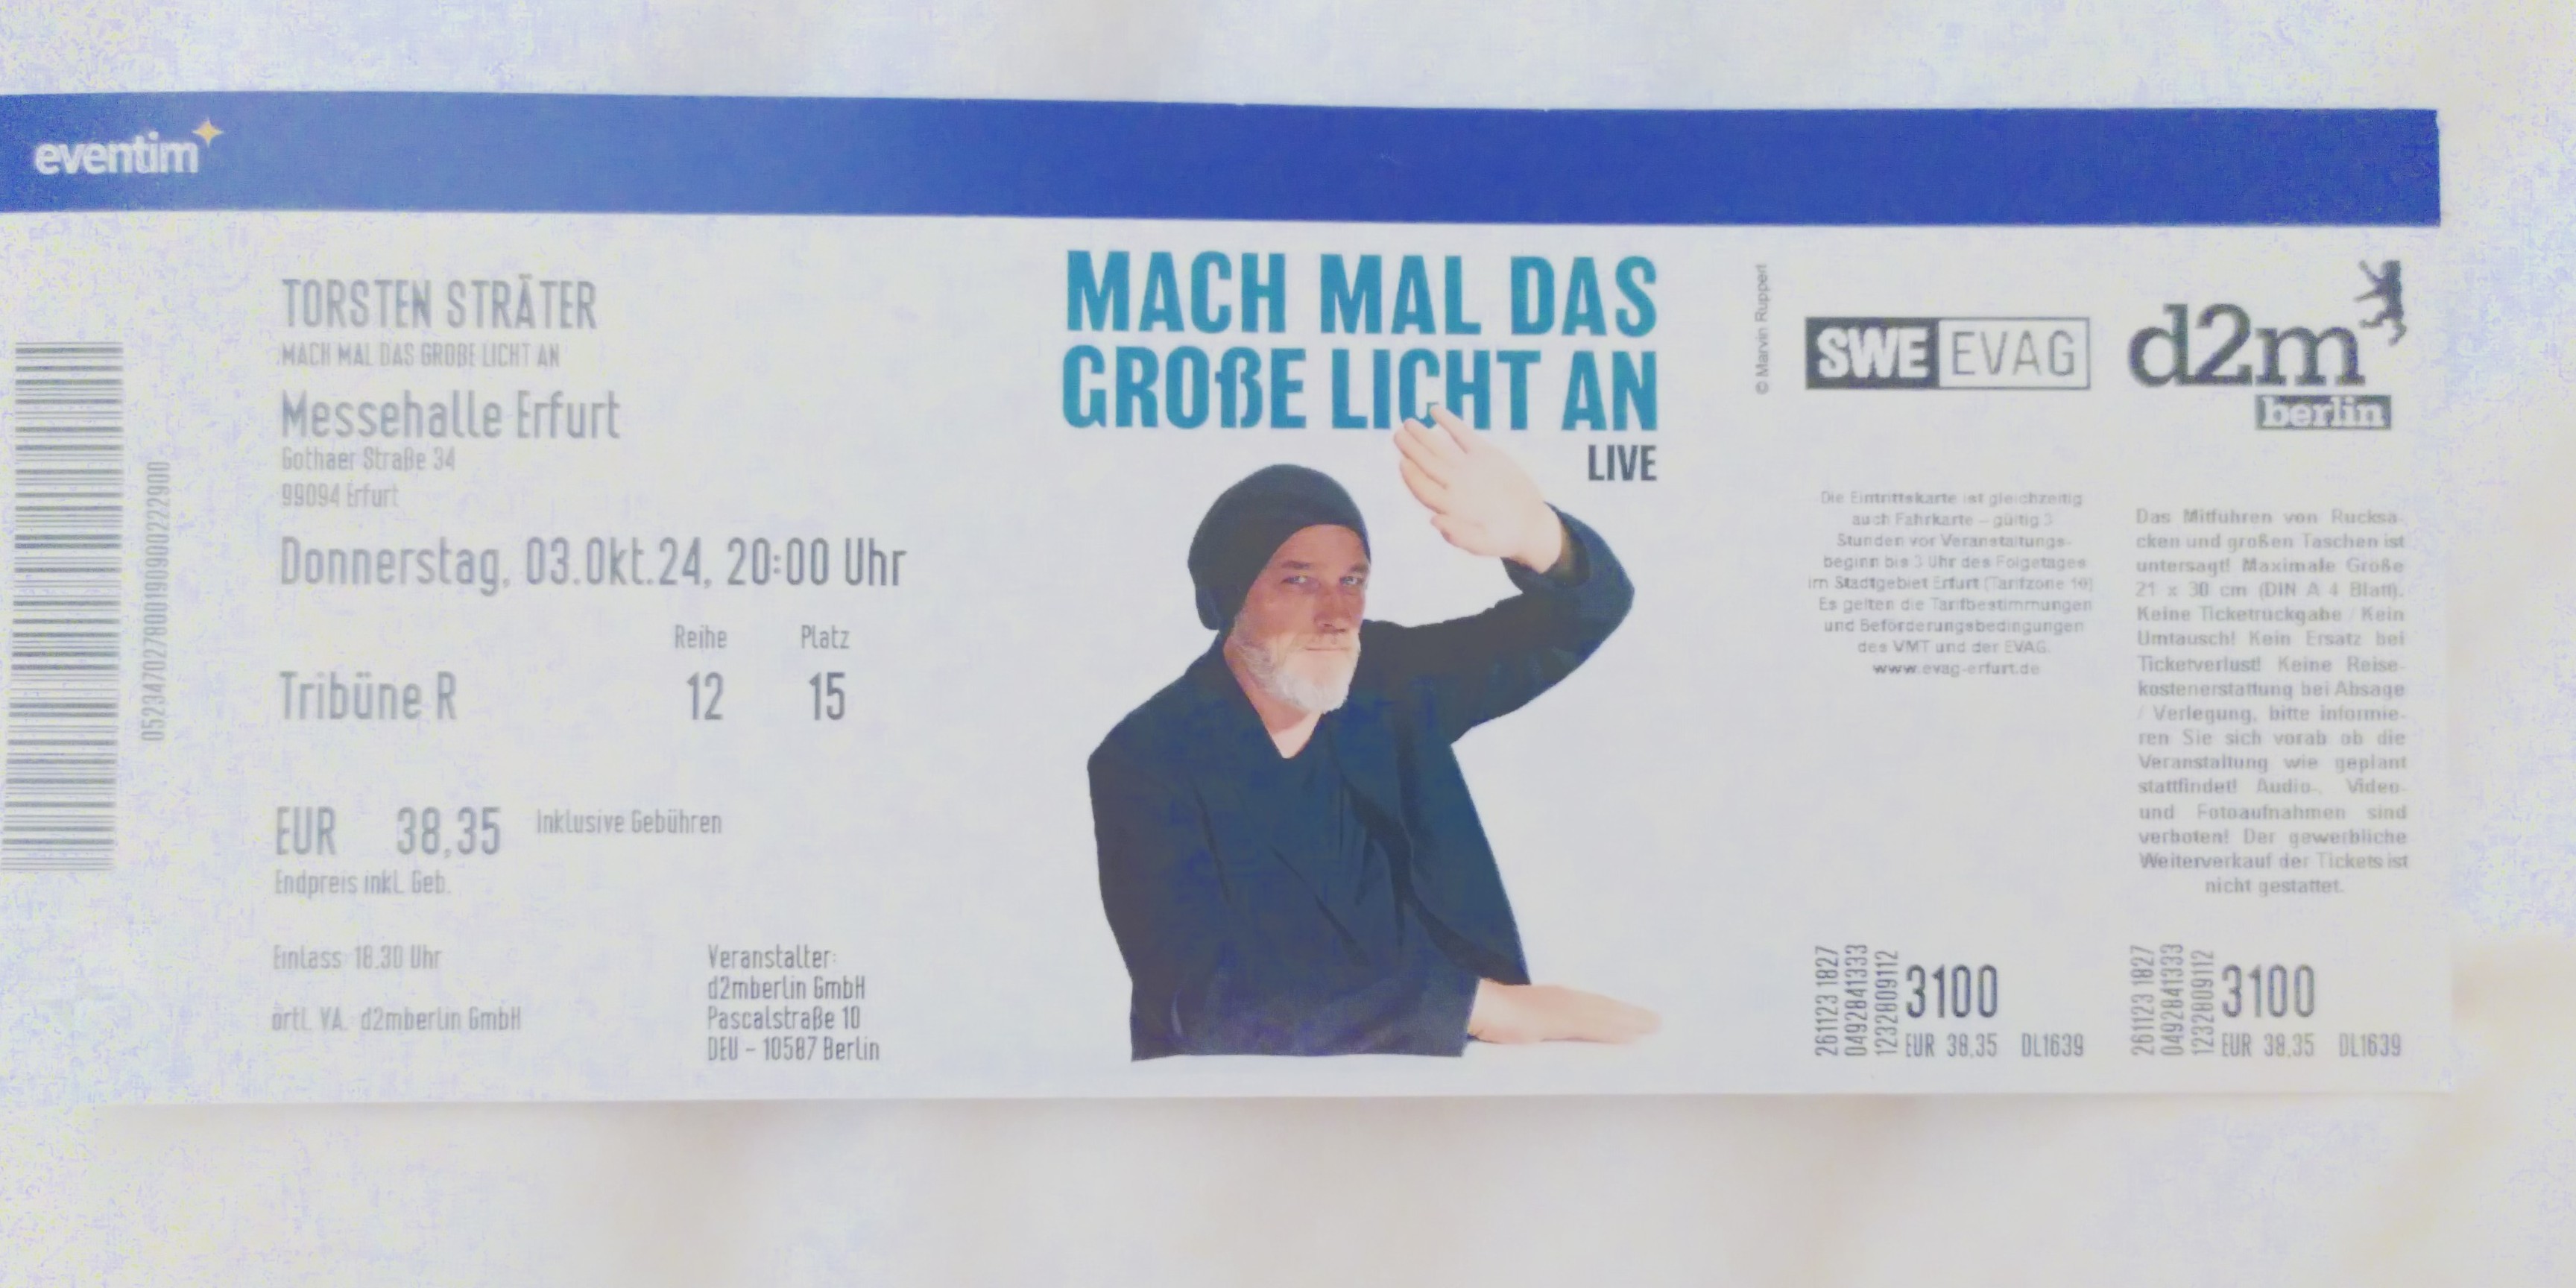 eventim
TORSTEN STRÄTER
MACH MAL DAS GROßE LICHT AN
Messehalle Erfurt
Gothaer Straße 34
99094 Erfurt
Donnerstag, 03.Okt.24, 20:00 Uhr
Reihe Platz
Tribüne R 12 15
EUR 38,35 Inklusive Gebühren
Endpreis inkl. Geb.
Einlass 18.30 Uhr
örtl. VA. d2mberlin GmbH
Veranstalter:
d2mberlin GmbH
Pascalstraße 10
DEU - 10587 Berlin
MACH MAL DAS
GROßE LICHT AN
LIVE
© Marvin Ruppert
SWE EVAG
d2m
berlin
Die Eintrittskarte ist gleichzeitig
auch Fahrkarte – gültig 3
Stunden vor Veranstaltungs-
beginn bis 3 Uhr des Folgetages
im Stadtgebiet Erfurt (Tarifzone 10)
Es gelten die Tarifbestimmungen
und Beförderungsbedingungen
des VMT und der EVAG.
www.evag-erfurt.de
Das Mitführen von Rucksä-
cken und großen Taschen ist
untersagt! Maximale Größe
21 x 30 cm (DIN A 4 Blatt).
Keine Ticketrückgabe / Kein
Umtausch! Kein Ersatz bei
Ticketverlust! Keine Reise-
kostenerstattung bei Absage
/ Verlegung, bitte informie-
ren Sie sich vorab ob die
Veranstaltung wie geplant
stattfindet! Audio-, Video-
und Fotoaufnahmen sind
verboten! Der gewerbliche
Weiterverkauf der Tickets ist
nicht gestattet.
261123 1827
0492841333
1232809112
3100
EUR 38,35 DL1639
261123 1827
0492841333
1232809112
3100
EUR 38,35 DL1639